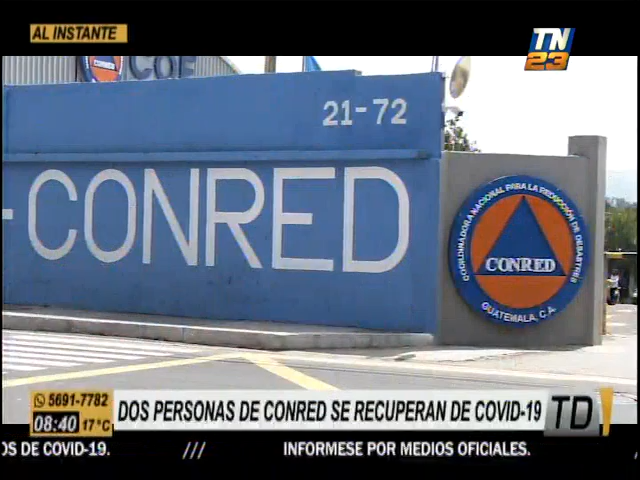 AL INSTANTE
TN
23
CONRED
COE
21-72
-CONRED
COORDINADORA NACIONAL PARA LA REDUCCIÓN DE DESASTRES
CONRED
GUATEMALA, C.A.
5691-7782
08:40 17°C
DOS PERSONAS DE CONRED SE RECUPERAN DE COVID-19
TD!
OS DE COVID-19. /// INFORMESE POR MEDIOS OFICIALES.